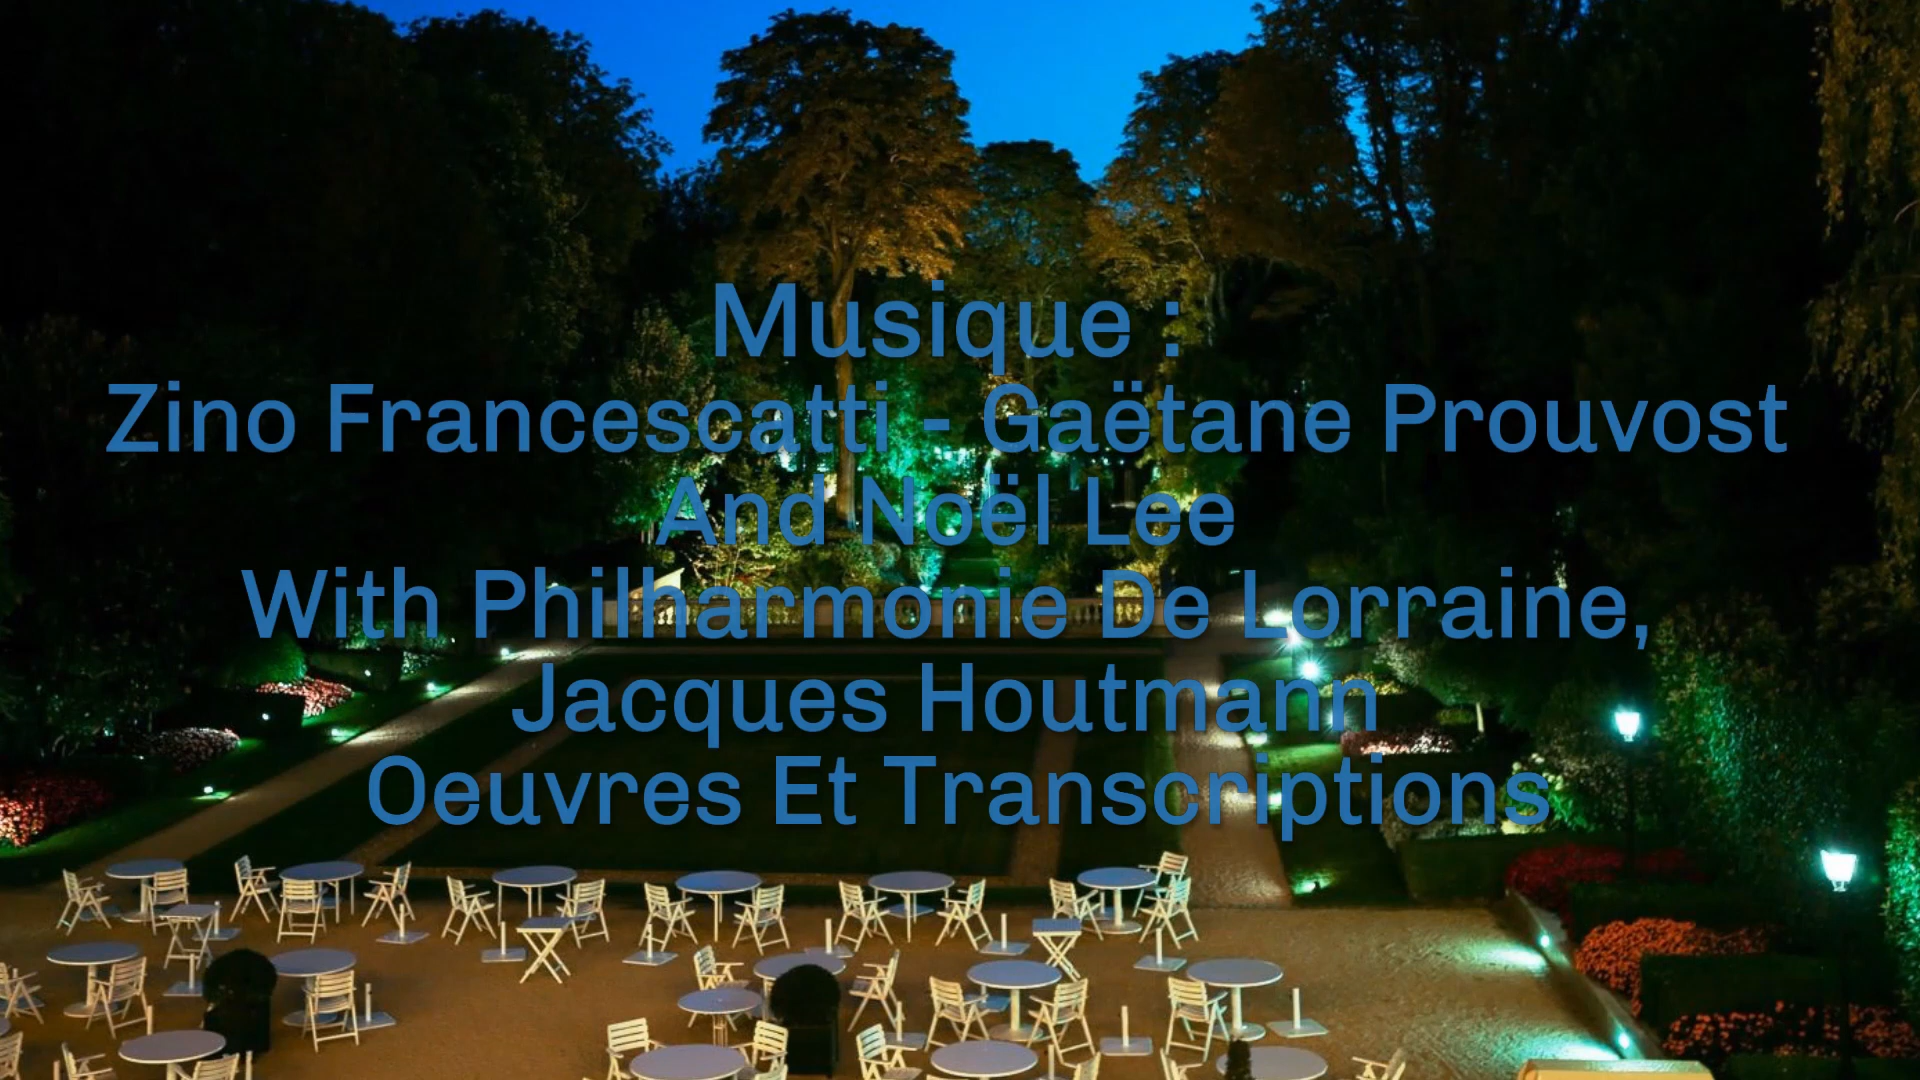 Musique :
Zino Francescatti - Gaëtane Prouvost
And Noël Lee
With Philharmonie De Lorraine,
Jacques Houtmann
Oeuvres Et Transcriptions